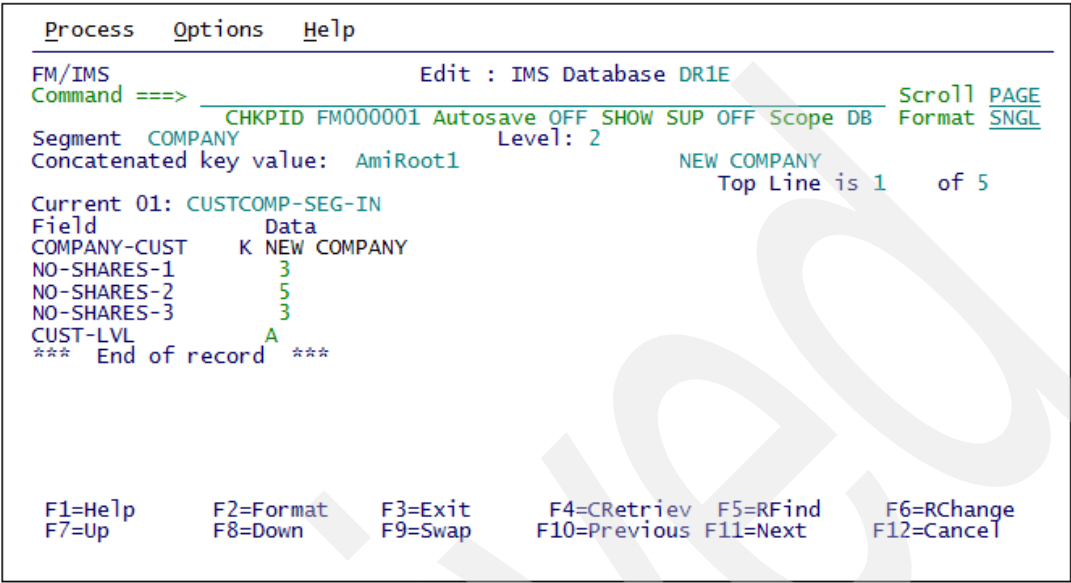 Process Options Help
FM/IMS Edit : IMS Database DR1E
Command ===> Scroll PAGE
CHKPID FM000001 Autosave OFF SHOW SUP OFF Scope DB Format SNGL
Segment COMPANY Level: 2
Concatenated key value: AmiRoot1 NEW COMPANY
Top Line is 1 of 5
Current 01: CUSTCOMP-SEG-IN
Field Data
COMPANY-CUST K NEW COMPANY
NO-SHARES-1 3
NO-SHARES-2 5
NO-SHARES-3 3
CUST-LVL A
*** End of record ***
F1=Help F2=Format F3=Exit F4=CRetriev F5=RFind F6=RChange
F7=Up F8=Down F9=Swap F10=Previous F11=Next F12=Cancel